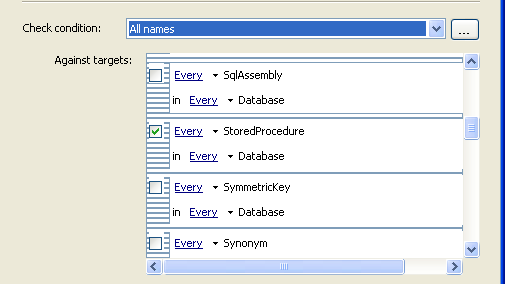 Check condition: All names ...
Against targets:
Every SqlAssembly
in Every Database
Every StoredProcedure
in Every Database
Every SymmetricKey
in Every Database
Every Synonym